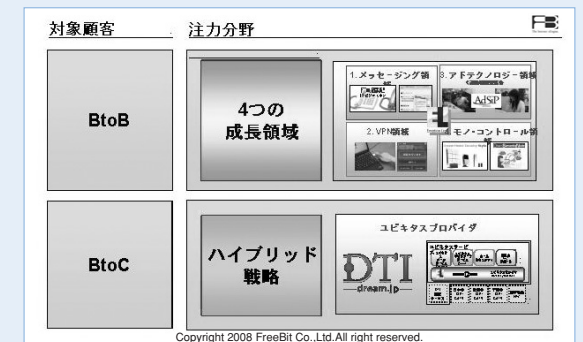 対象顧客
注力分野
FB
BtoB
4つの
成長領域
1.メッセージング領
域
3.アドテクノロジー領域
AdSiP
2.VPN領域
モノ・コントロール領
BtoC
ハイブリッド
戦略
ユビキタスプロバイダ
DTI
dream.jp
Copyright 2008 FreeBit Co.,Ltd.All right reserved.